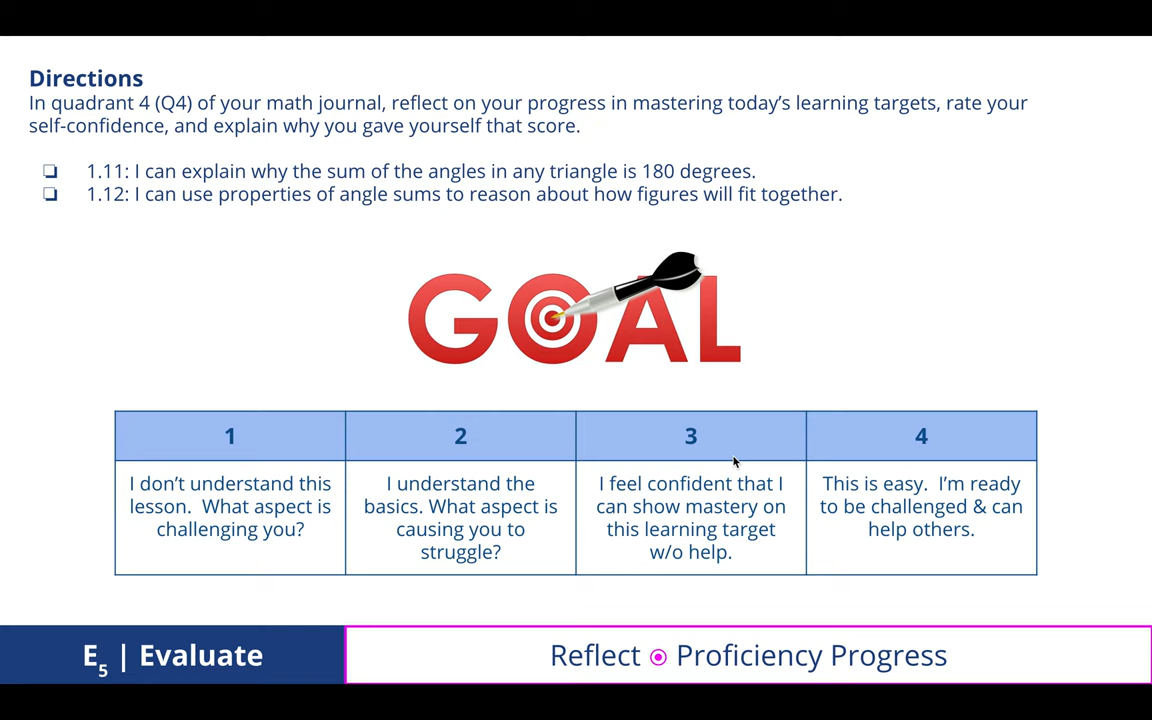 Directions
In quadrant 4 (Q4) of your math journal, reflect on your progress in mastering today's learning targets, rate your
self-confidence, and explain why you gave yourself that score.
❏ 1.11: I can explain why the sum of the angles in any triangle is 180 degrees.
❏ 1.12: I can use properties of angle sums to reason about how figures will fit together.
GOAL
1
2
3
4
I don't understand this
lesson. What aspect is
challenging you?
I understand the
basics. What aspect is
causing you to
struggle?
I feel confident that I
can show mastery on
this learning target
w/o help.
This is easy. I'm ready
to be challenged & can
help others.
E5 | Evaluate
Reflect ⦿ Proficiency Progress